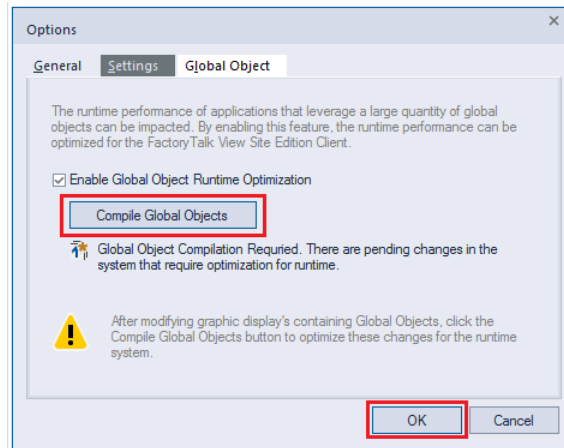 Options
General Settings Global Object
The runtime performance of applications that leverage a large quantity of global
objects can be impacted. By enabling this feature, the runtime performance can be
optimized for the FactoryTalk View Site Edition Client.
Enable Global Object Runtime Optimization
Compile Global Objects
Global Object Compilation Requried. There are pending changes in the
system that require optimization for runtime.
After modifying graphic display's containing Global Objects, click the
Compile Global Objects button to optimize these changes for the runtime
system.
OK Cancel